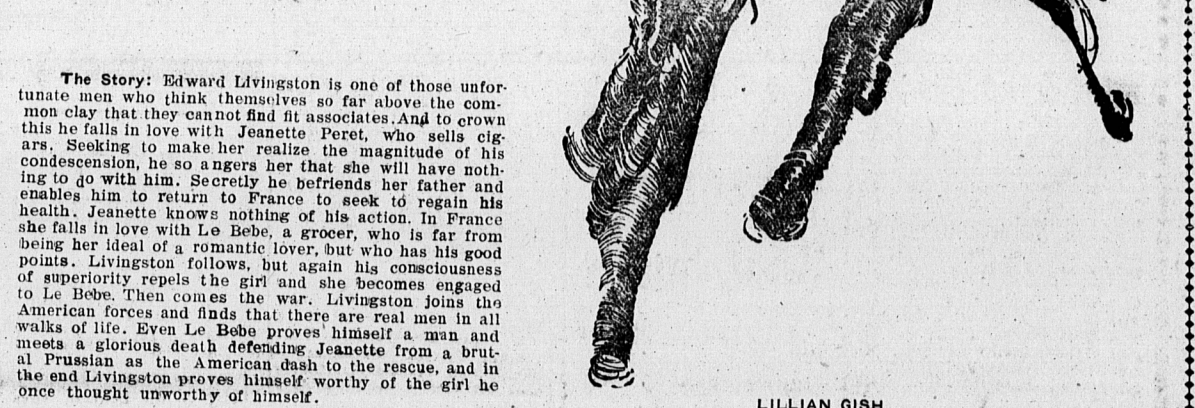 The Story: Edward Livingston is one of those unfor-
tunate men who think themselves so far above the com-
mon clay that they cannot find fit associates. And to crown
this he falls in love with Jeanette Peret, who sells cig-
ars. Seeking to make her realize the magnitude of his
condescension, he so angers her that she will have noth-
ing to do with him. Secretly he befriends her father and
enables him to return to France to seek to regain his
health. Jeanette knows nothing of his action. In France
she falls in love with Le Bebe, a grocer, who is far from
being her ideal of a romantic lover, but who has his good
points. Livingston follows, but again his consciousness
of superiority repels the girl and she becomes engaged
to Le Bebe. Then comes the war. Livingston joins the
American forces and finds that there are real men in all
walks of life. Even Le Bebe proves himself a man and
meets a glorious death defending Jeanette from a brut-
al Prussian as the American dash to the rescue, and in
the end Livingston proves himself worthy of the girl he
once thought unworthy of himself.
LILLIAN GISH